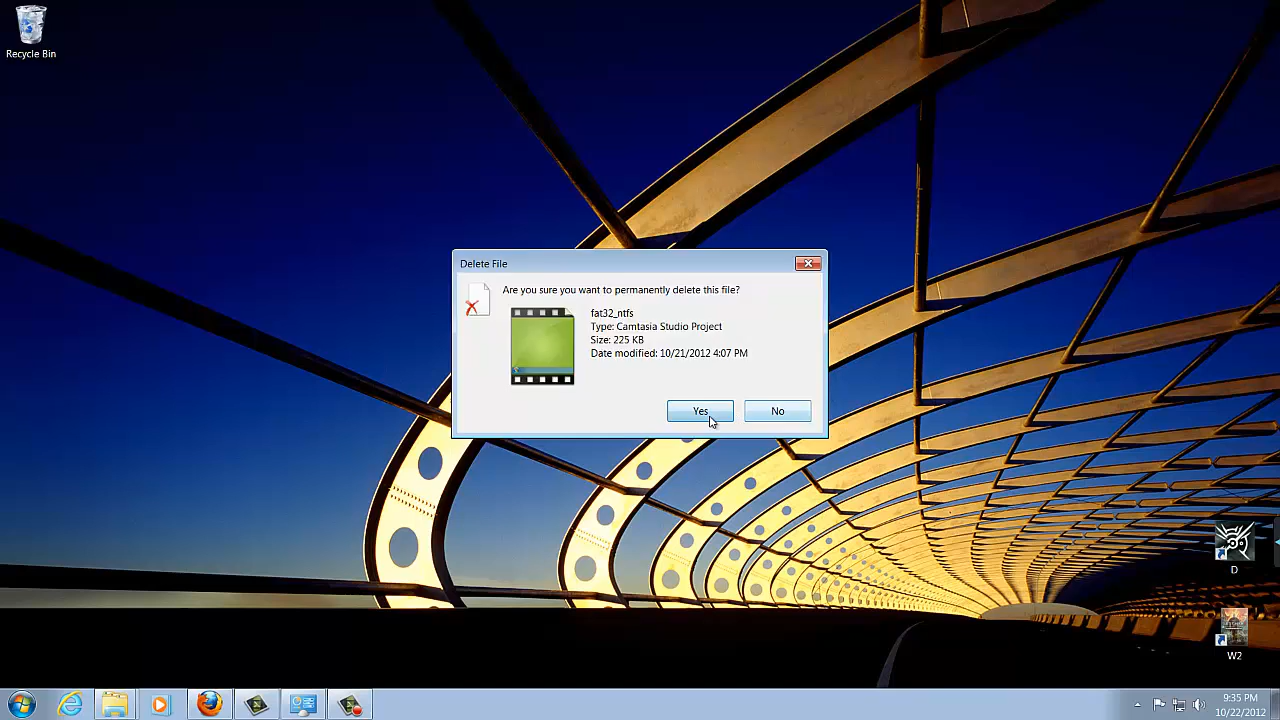 Recycle Bin
Delete File
Are you sure you want to permanently delete this file?
fat32_ntfs
Type: Camtasia Studio Project
Size: 225 KB
Date modified: 10/21/2012 4:07 PM
Yes
No
D
W2
9:35 PM
10/22/2012